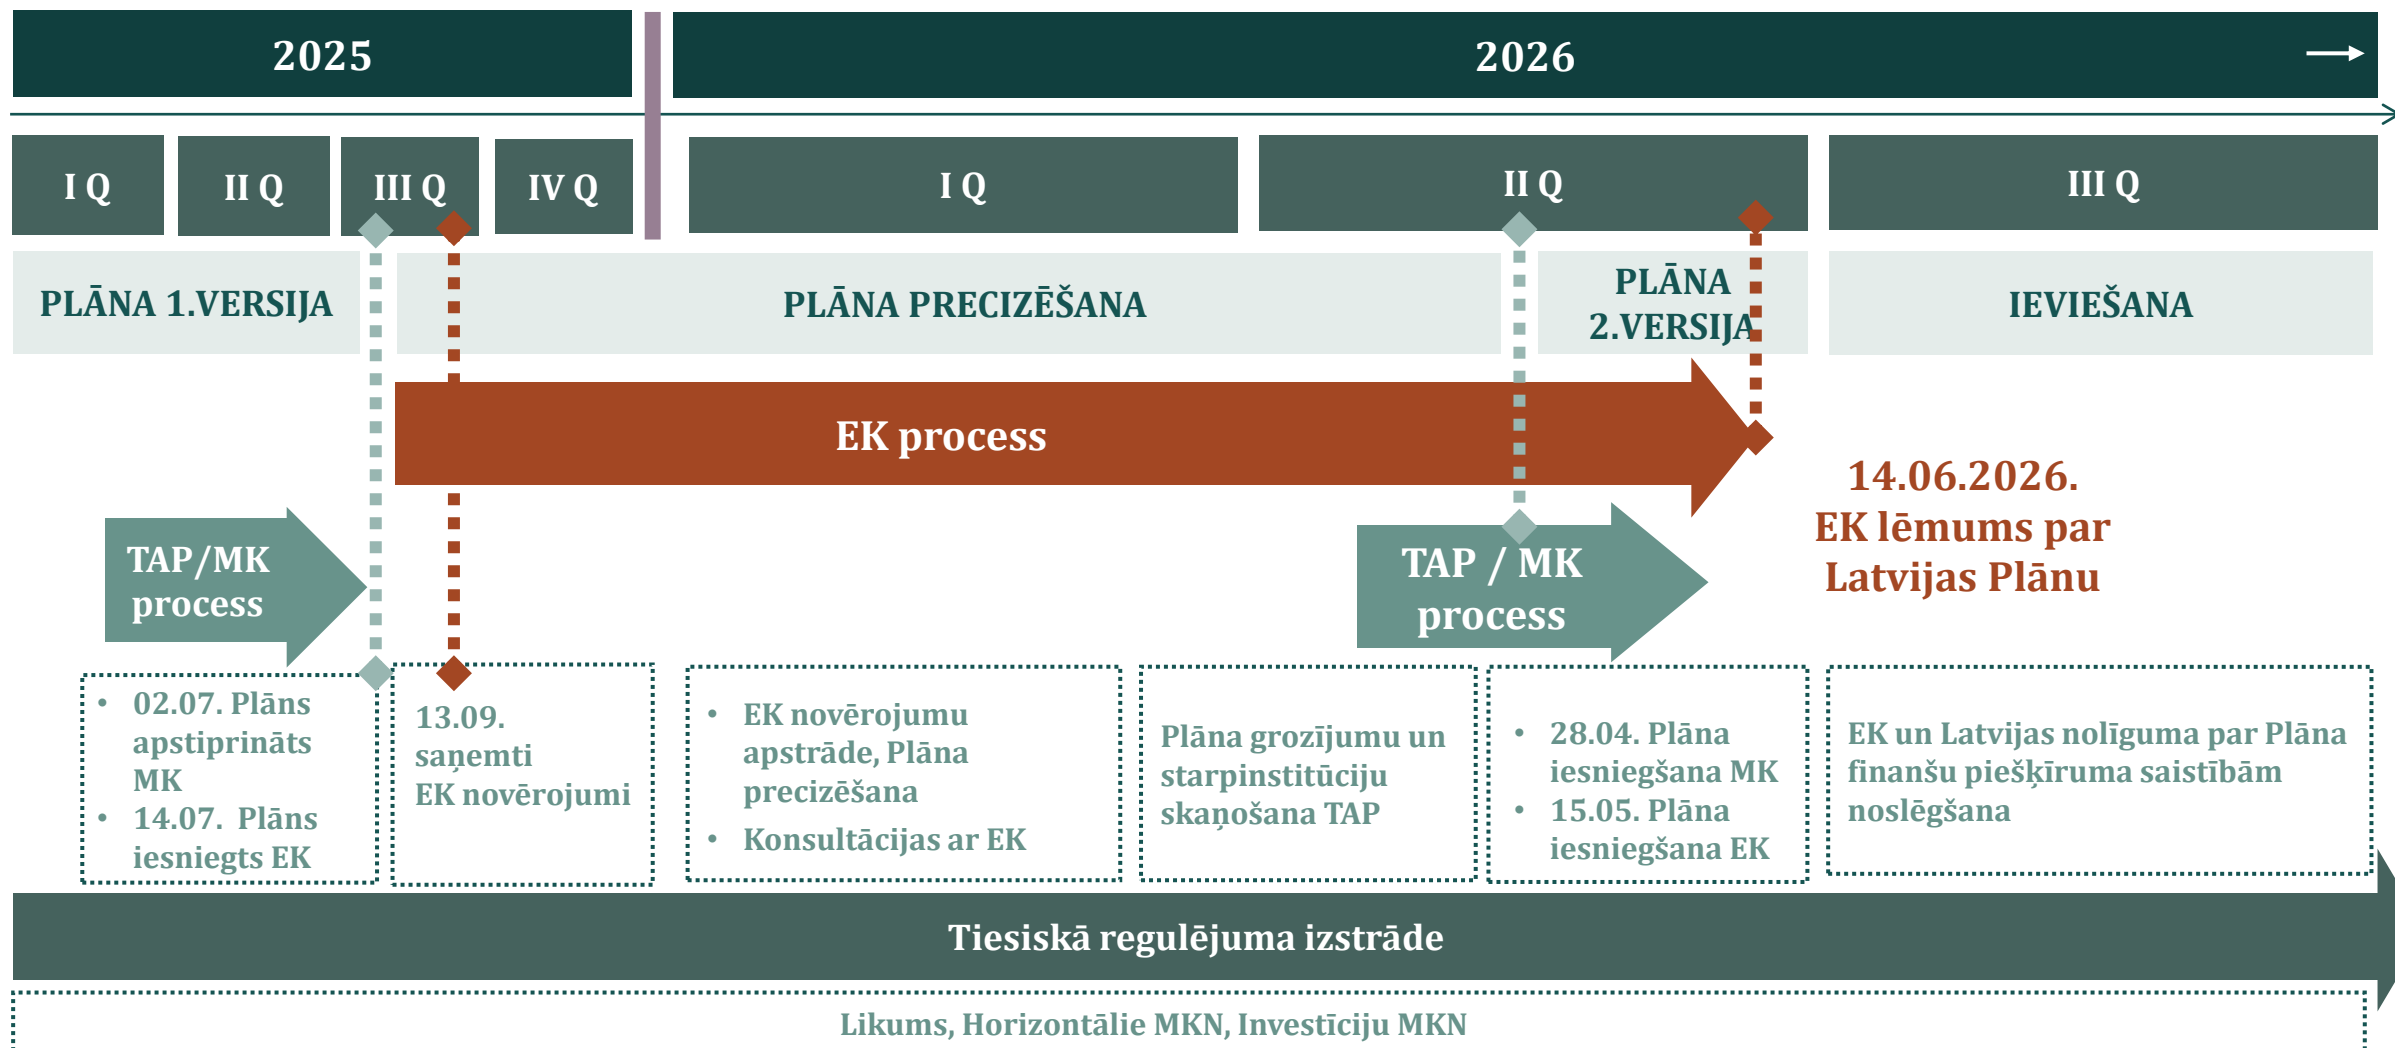 2025
2026
I Q
II Q
III Q
IV Q
I Q
II Q
III Q
PLĀNA 1.VERSIJA
PLĀNA PRECIZĒŠANA
PLĀNA
2.VERSIJA
IEVIEŠANA
EK process
14.06.2026.
EK lēmums par
Latvijas Plānu
TAP/MK
process
TAP / MK
process
• 02.07. Plāns
apstiprināts
MK
• 14.07. Plāns
iesniegts EK
13.09.
saņemti
EK novērojumi
• EK novērojumu
apstrāde, Plāna
precizēšana
• Konsultācijas ar EK
Plāna grozījumu un
starpinstitūciju
skaņošana TAP
• 28.04. Plāna
iesniegšana MK
• 15.05. Plāna
iesniegšana EK
EK un Latvijas nolīguma par Plāna
finanšu piešķīruma saistībām
noslēgšana
Tiesiskā regulējuma izstrāde
Likums, Horizontālie MKN, Investīciju MKN